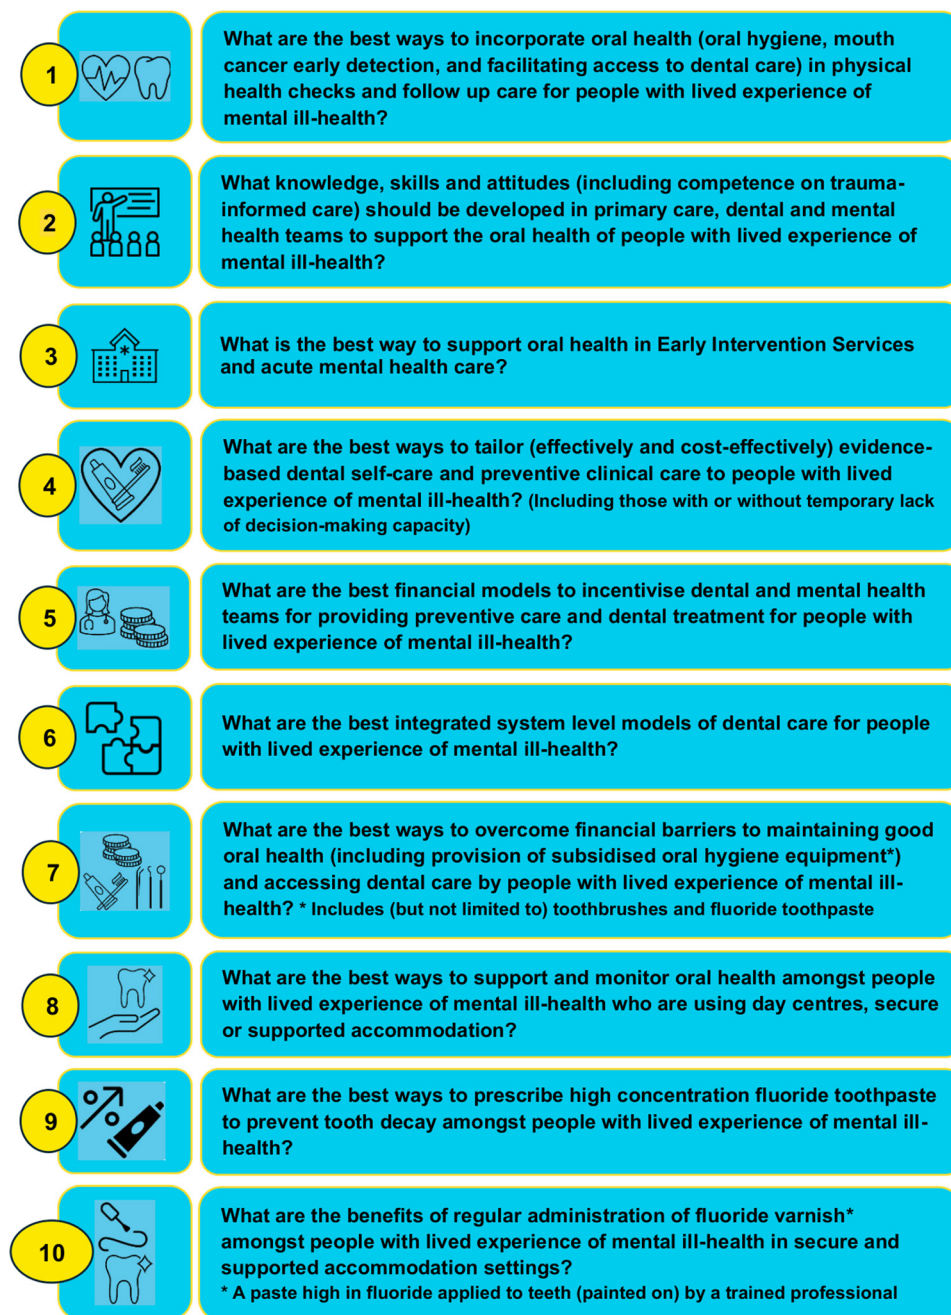 1
What are the best ways to incorporate oral health (oral hygiene, mouth
cancer early detection, and facilitating access to dental care) in physical
health checks and follow up care for people with lived experience of
mental ill-health?
2
What knowledge, skills and attitudes (including competence on trauma-
informed care) should be developed in primary care, dental and mental
health teams to support the oral health of people with lived experience of
mental ill-health?
3
What is the best way to support oral health in Early Intervention Services
and acute mental health care?
4
What are the best ways to tailor (effectively and cost-effectively) evidence-
based dental self-care and preventive clinical care to people with lived
experience of mental ill-health? (Including those with or without temporary lack
of decision-making capacity)
5
What are the best financial models to incentivise dental and mental health
teams for providing preventive care and dental treatment for people with
lived experience of mental ill-health?
6
What are the best integrated system level models of dental care for people
with lived experience of mental ill-health?
7
What are the best ways to overcome financial barriers to maintaining good
oral health (including provision of subsidised oral hygiene equipment*)
and accessing dental care by people with lived experience of mental ill-
health? * Includes (but not limited to) toothbrushes and fluoride toothpaste
8
What are the best ways to support and monitor oral health amongst people
with lived experience of mental ill-health who are using day centres, secure
or supported accommodation?
9
What are the best ways to prescribe high concentration fluoride toothpaste
to prevent tooth decay amongst people with lived experience of mental ill-
health?
10
What are the benefits of regular administration of fluoride varnish*
amongst people with lived experience of mental ill-health in secure and
supported accommodation settings?
* A paste high in fluoride applied to teeth (painted on) by a trained professional